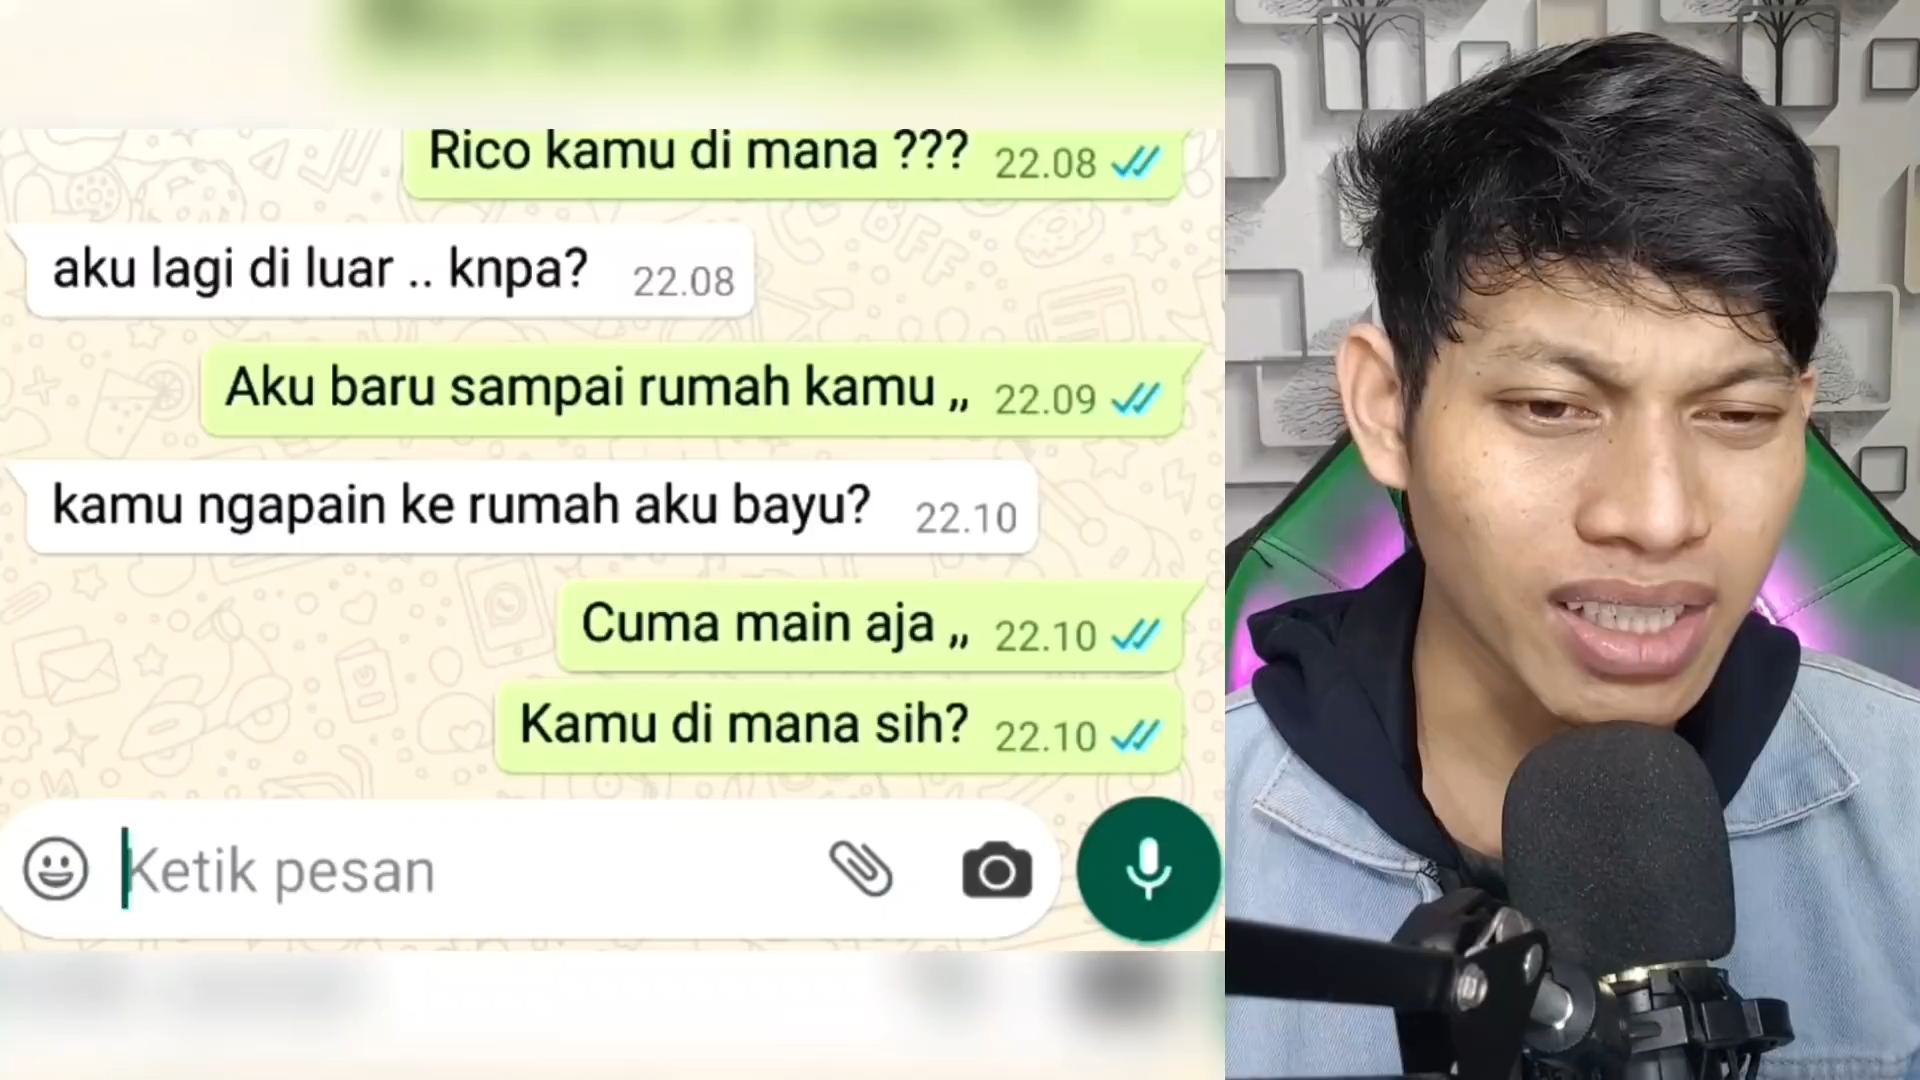 Rico kamu di mana ??? 22.08
aku lagi di luar .. knpa? 22.08
Aku baru sampai rumah kamu ,, 22.09
kamu ngapain ke rumah aku bayu? 22.10
Cuma main aja ,, 22.10
Kamu di mana sih? 22.10
Ketik pesan